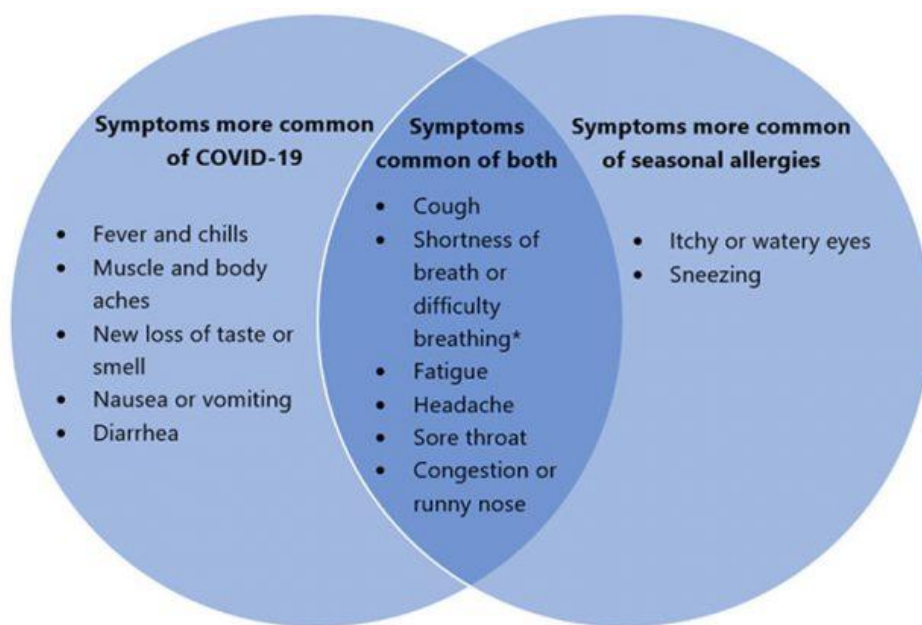 Symptoms more common
of COVID-19
• Fever and chills
• Muscle and body
aches
• New loss of taste or
smell
• Nausea or vomiting
• Diarrhea
Symptoms
common of both
• Cough
• Shortness of
breath or
difficulty
breathing*
• Fatigue
• Headache
• Sore throat
• Congestion or
runny nose
Symptoms more common
of seasonal allergies
• Itchy or watery eyes
• Sneezing